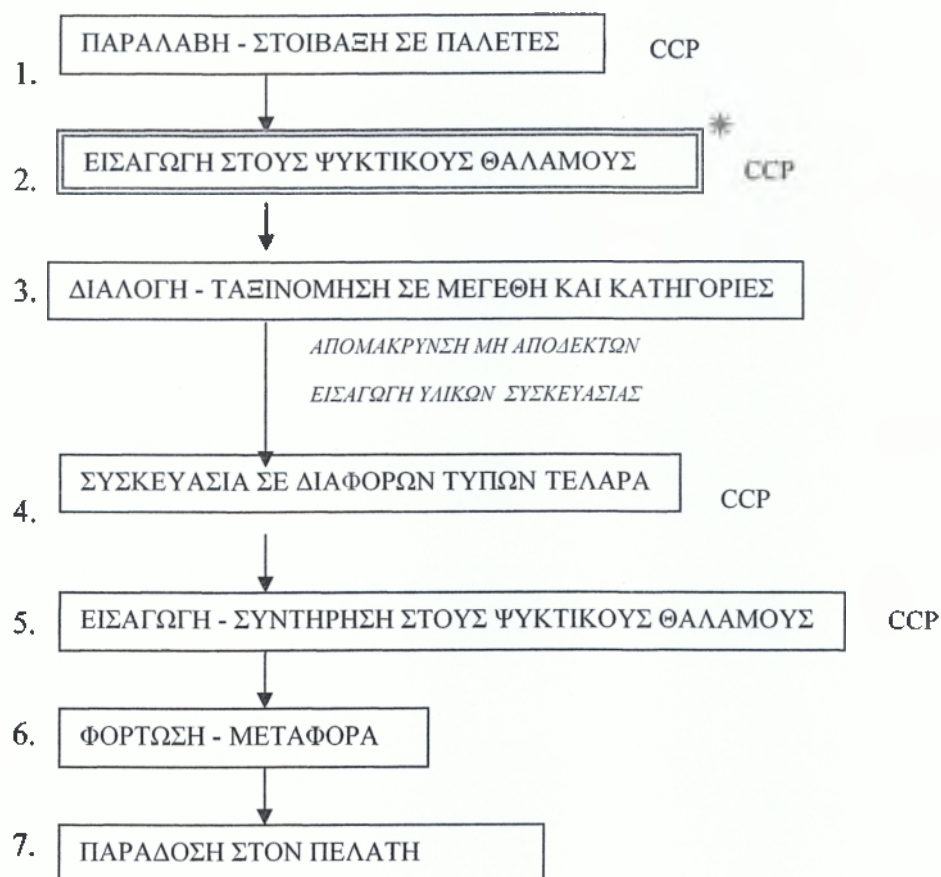 1. ΠΑΡΑΛΑΒΗ - ΣΤΟΙΒΑΞΗ ΣΕ ΠΑΛΕΤΕΣ CCP
2. ΕΙΣΑΓΩΓΗ ΣΤΟΥΣ ΨΥΚΤΙΚΟΥΣ ΘΑΛΑΜΟΥΣ * CCP
3. ΔΙΑΛΟΓΗ - ΤΑΞΙΝΟΜΗΣΗ ΣΕ ΜΕΓΕΘΗ ΚΑΙ ΚΑΤΗΓΟΡΙΕΣ
ΑΠΟΜΑΚΡΥΝΣΗ ΜΗ ΑΠΟΔΕΚΤΩΝ
ΕΙΣΑΓΩΓΗ ΥΛΙΚΩΝ ΣΥΣΚΕΥΑΣΙΑΣ
4. ΣΥΣΚΕΥΑΣΙΑ ΣΕ ΔΙΑΦΟΡΩΝ ΤΥΠΩΝ ΤΕΛΑΡΑ CCP
5. ΕΙΣΑΓΩΓΗ - ΣΥΝΤΗΡΗΣΗ ΣΤΟΥΣ ΨΥΚΤΙΚΟΥΣ ΘΑΛΑΜΟΥΣ CCP
6. ΦΟΡΤΩΣΗ - ΜΕΤΑΦΟΡΑ
7. ΠΑΡΑΔΟΣΗ ΣΤΟΝ ΠΕΛΑΤΗ